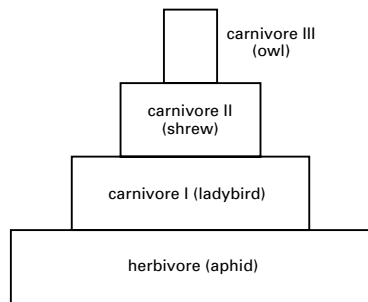 carnivore III
(owl)
carnivore II
(shrew)
carnivore I (ladybird)
herbivore (aphid)